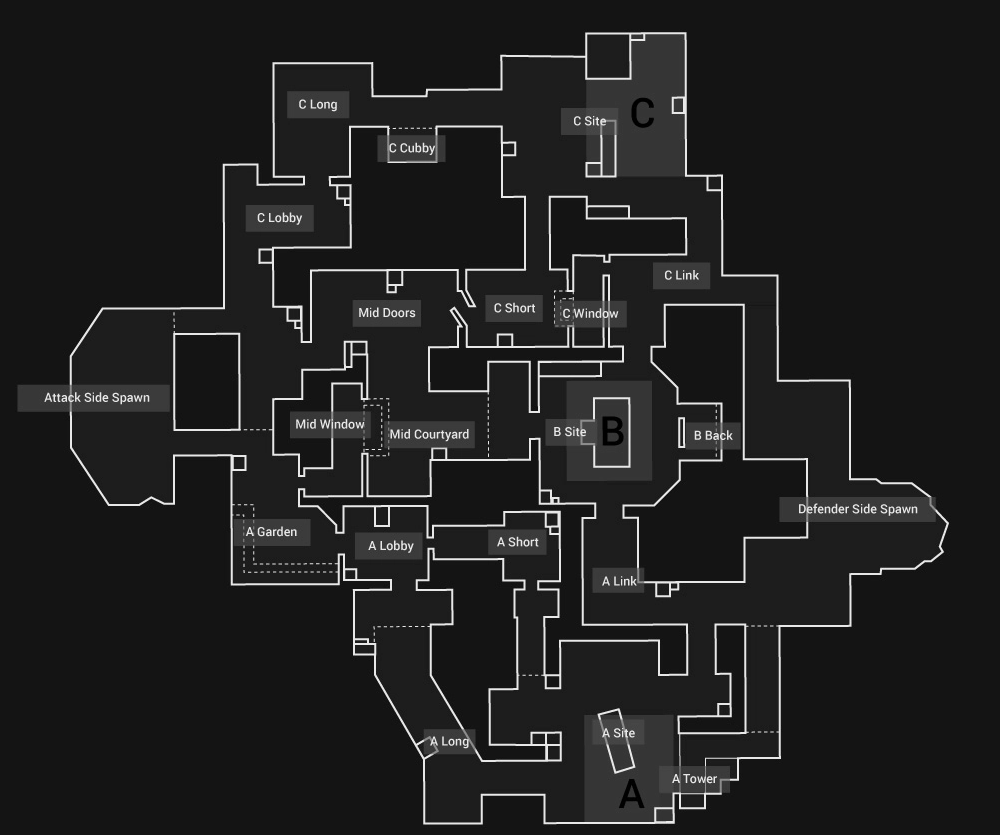 C Long
C Site
C
C Cubby
C Lobby
C Link
Mid Doors
C Short
C Window
Attack Side Spawn
Mid Window
Mid Courtyard
B Site
B
B Back
Defender Side Spawn
A Garden
A Lobby
A Short
A Link
A Long
A Site
A Tower
A